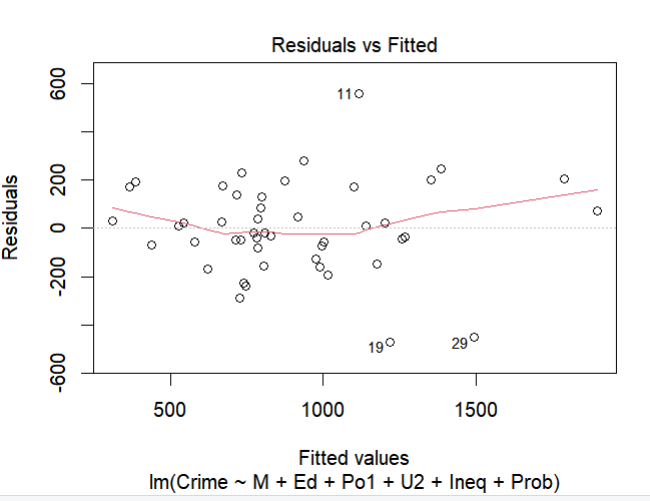 Residuals vs Fitted
Residuals
600
200
0
-200
-600
11
19
29
500
1000
1500
Fitted values
lm(Crime ~ M + Ed + Po1 + U2 + Ineq + Prob)